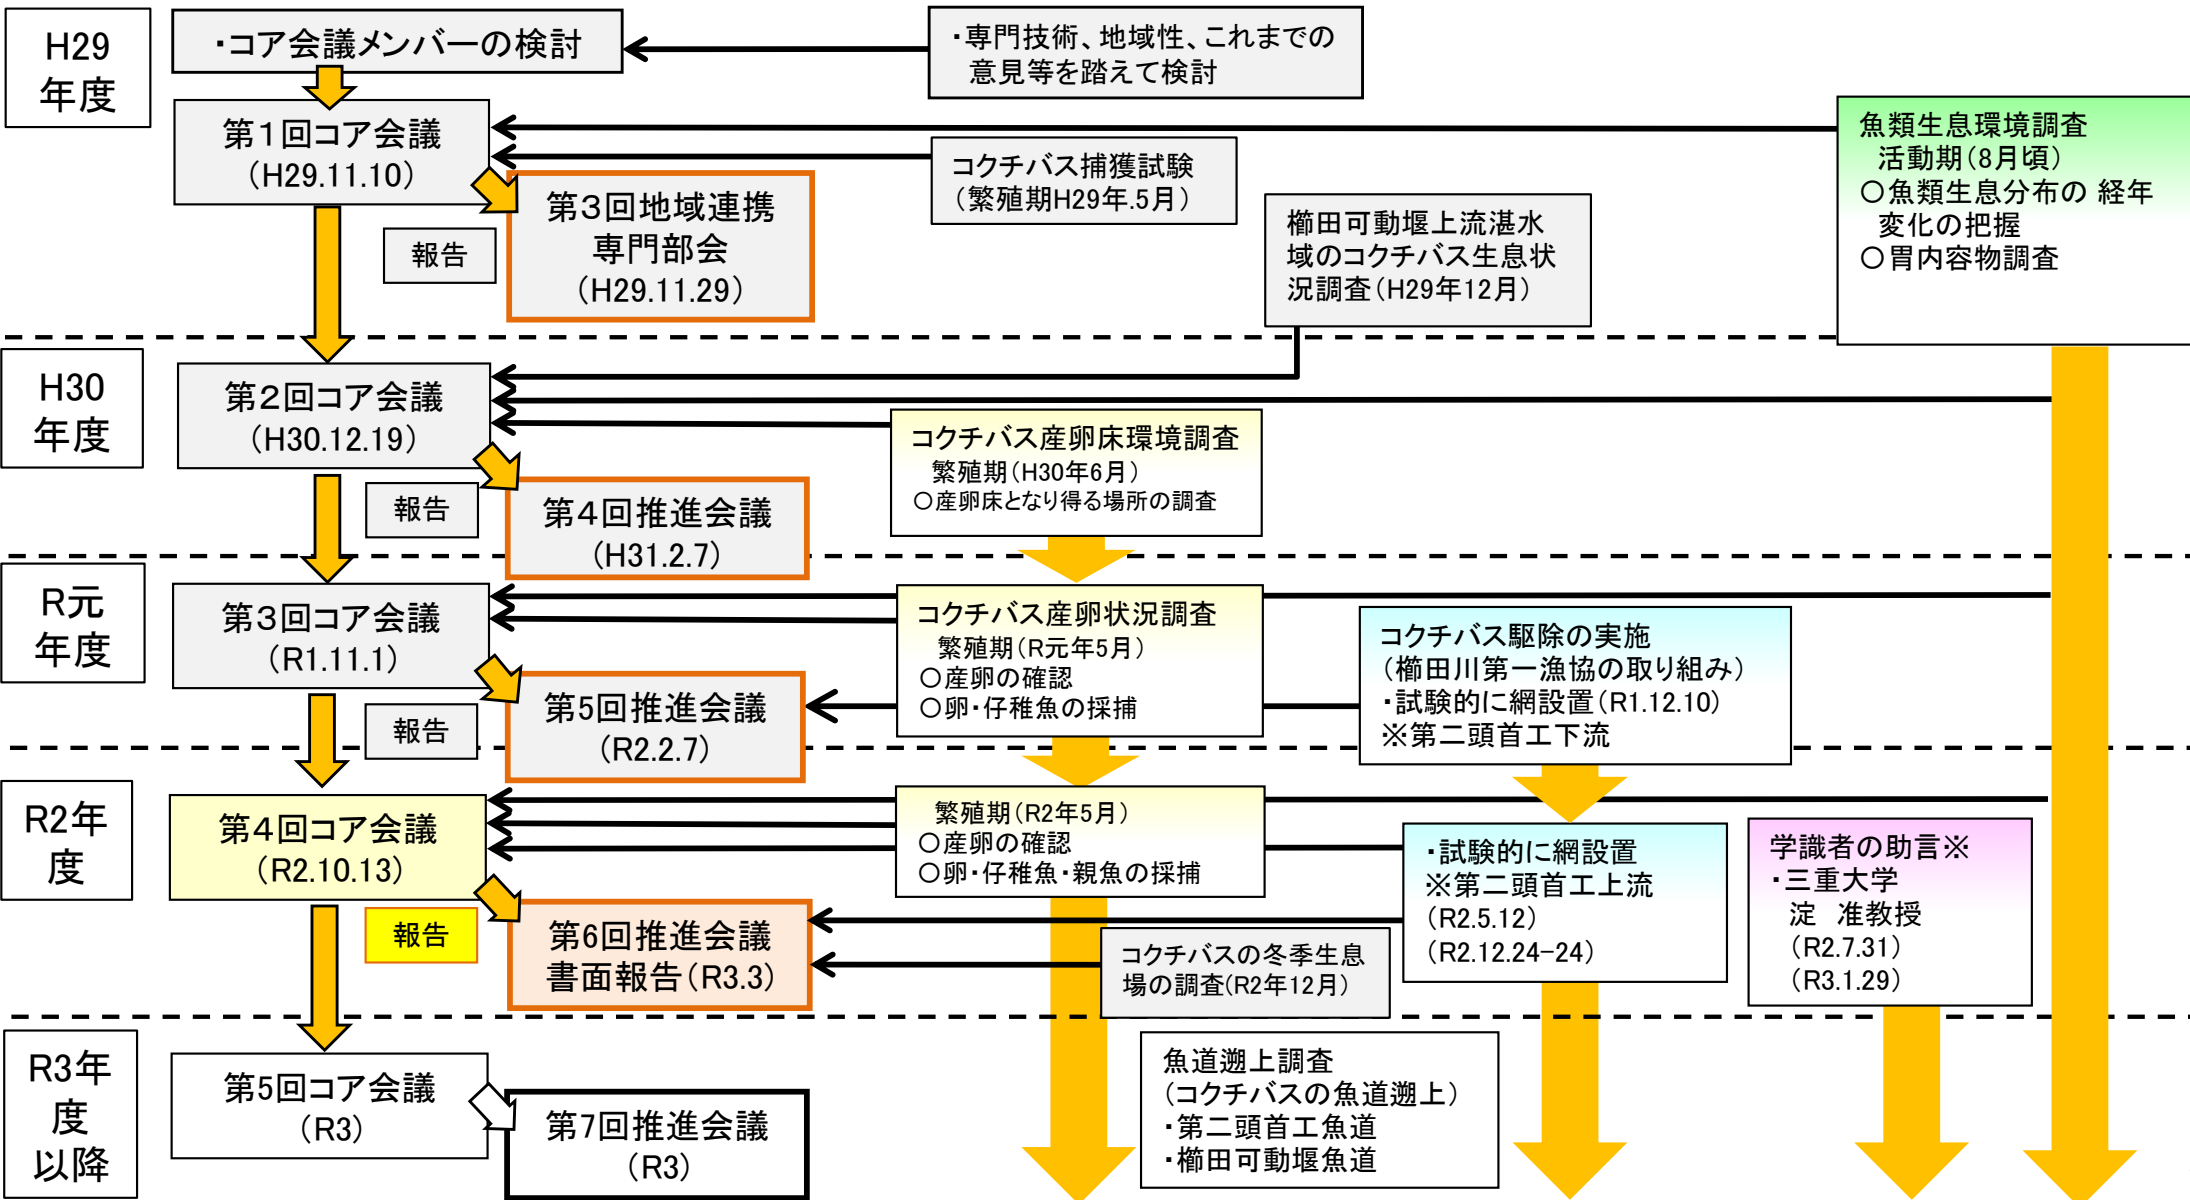 H29
年度
・コア会議メンバーの検討
・専門技術、地域性、これまでの
意見等を踏まえて検討
第１回コア会議
（H29.11.10）
コクチバス捕獲試験
（繁殖期H29年.5月）
魚類生息環境調査
活動期（8月頃）
○魚類生息分布の 経年
変化の把握
○胃内容物調査
報告
第３回地域連携
専門部会
（H29.11.29）
櫛田可動堰上流湛水
域のコクチバス生息状
況調査（H29年12月）
H30
年度
第２回コア会議
（H30.12.19）
コクチバス産卵床環境調査
繁殖期（H30年6月）
○産卵床となり得る場所の調査
報告
第４回推進会議
（H31.2.7）
R元
年度
第３回コア会議
（R1.11.1）
コクチバス産卵状況調査
繁殖期（R元年5月）
○産卵の確認
○卵・仔稚魚の採捕
コクチバス駆除の実施
（櫛田川第一漁協の取り組み）
・試験的に網設置（R1.12.10）
※第二頭首工下流
報告
第5回推進会議
（R2.2.7）
R2年
度
第４回コア会議
（R2.10.13）
繁殖期（R2年5月）
○産卵の確認
○卵・仔稚魚・親魚の採捕
・試験的に網設置
※第二頭首工上流
（R2.5.12）
（R2.12.24-24）
学識者の助言※
・三重大学
淀　准教授
（R2.7.31）
（R3.1.29）
報告
第6回推進会議
書面報告（R3.3）
コクチバスの冬季生息
場の調査(R2年12月）
R3年
度
以降
第5回コア会議
（R3）
第7回推進会議
（R3）
魚道遡上調査
(コクチバスの魚道遡上）
・第二頭首工魚道
・櫛田可動堰魚道